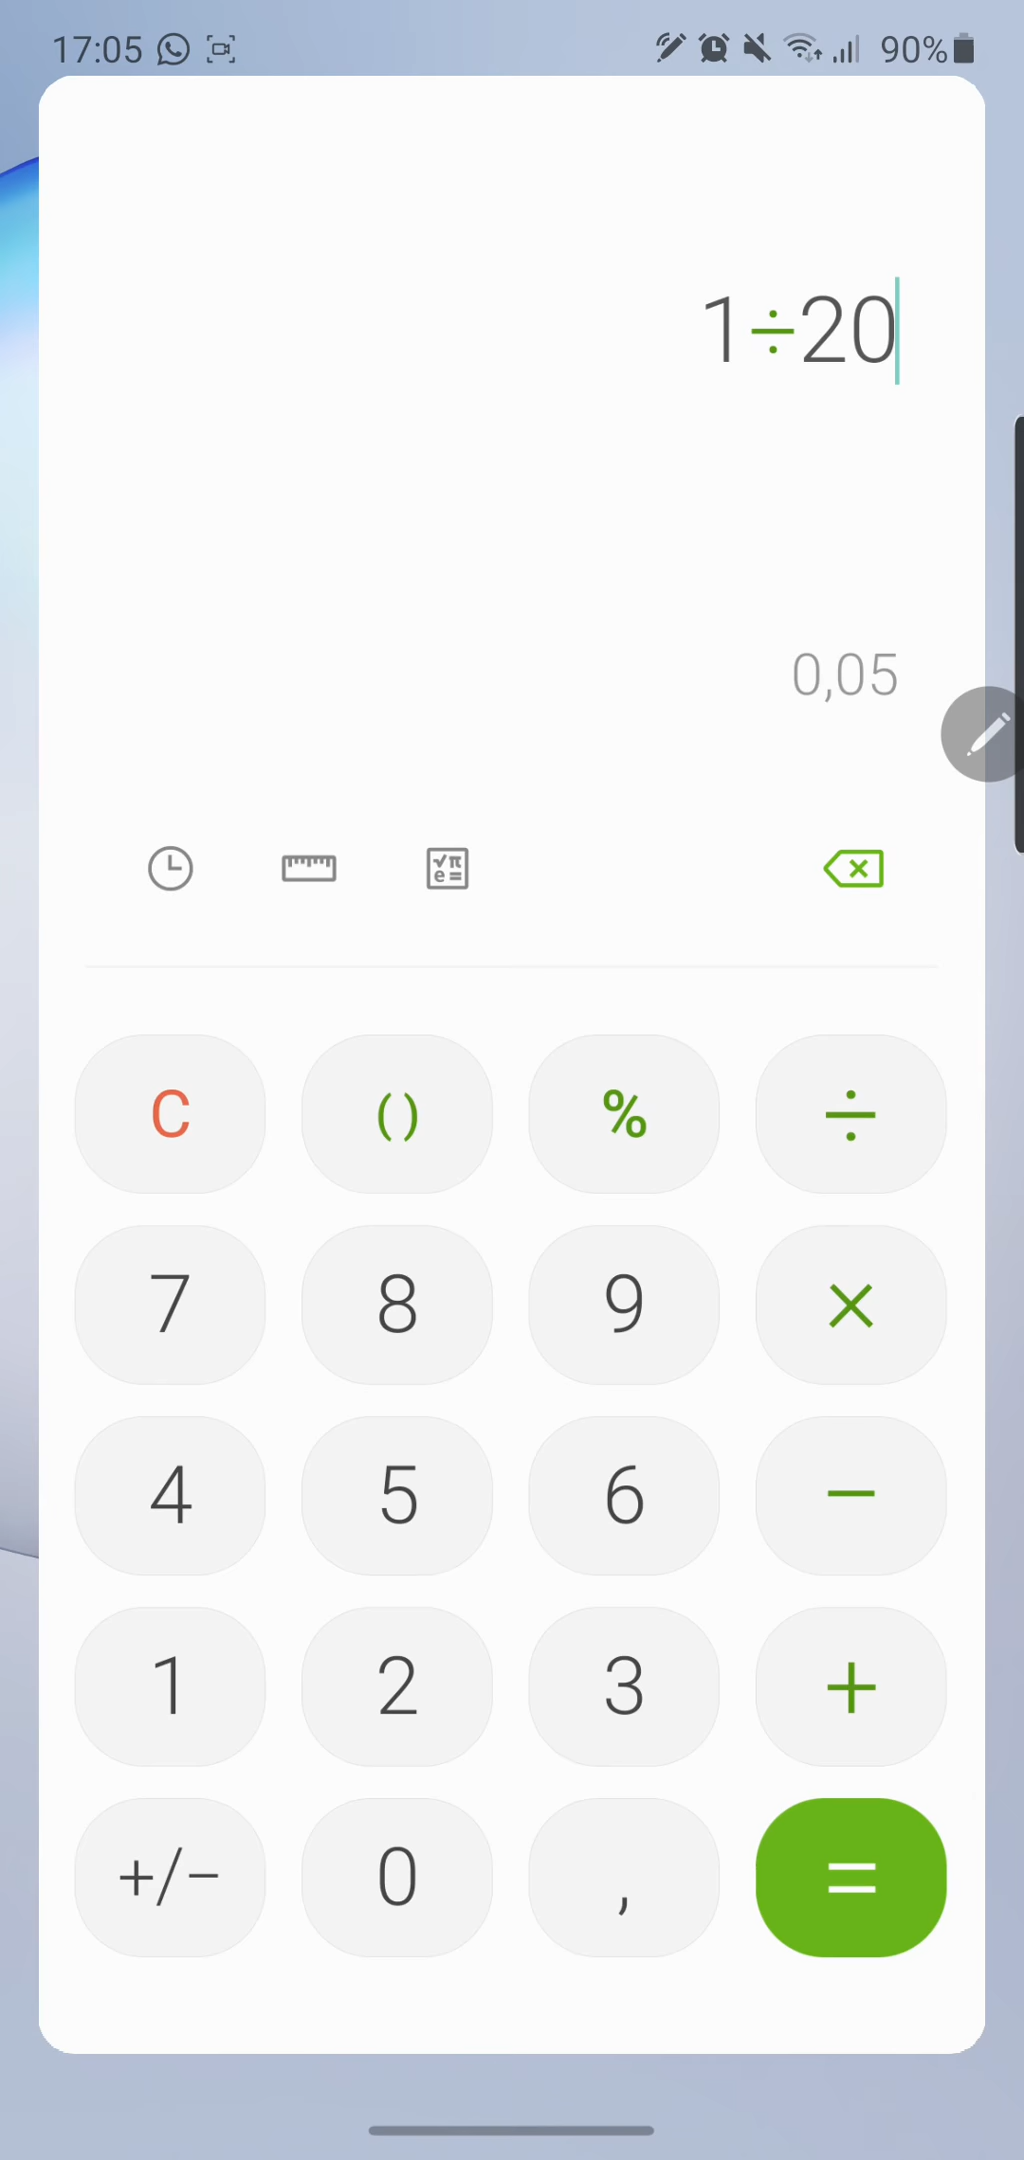 17:05 90%
1÷20
0,05
C ( ) % ÷
7 8 9 ×
4 5 6 −
1 2 3 +
+/− 0 , =